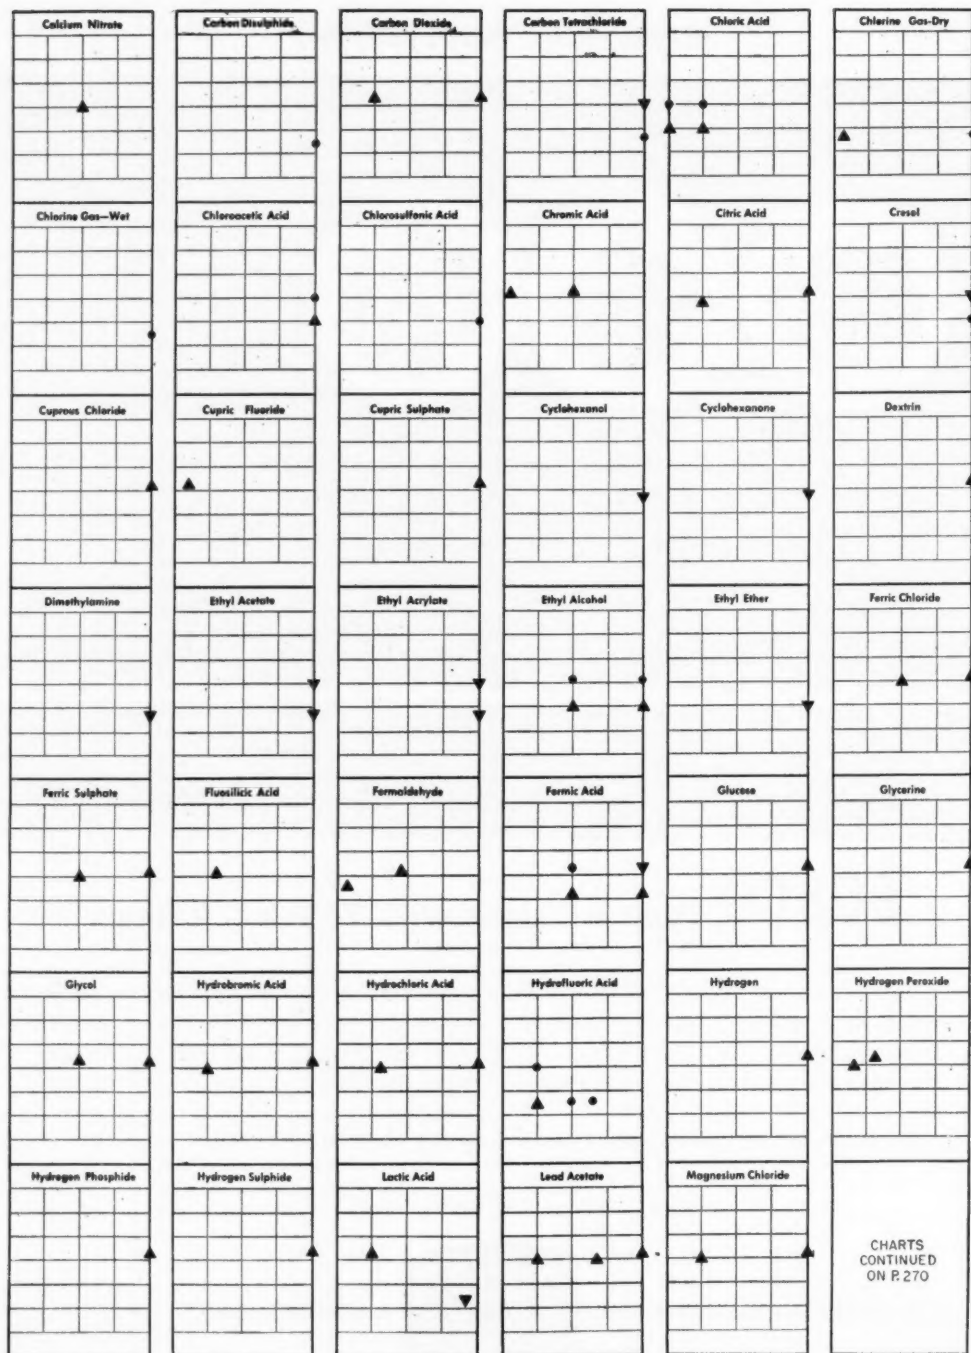 Calcium Nitrate
Carbon Disulphide
Carbon Dioxide
Carbon Tetrachloride
Chloric Acid
Chlorine Gas-Dry
Chlorine Gas—Wet
Chloroacetic Acid
Chlorosulfonic Acid
Chromic Acid
Citric Acid
Cresol
Cuprous Chloride
Cupric Fluoride
Cupric Sulphate
Cyclohexanol
Cyclohexanone
Dextrin
Dimethylamine
Ethyl Acetate
Ethyl Acrylate
Ethyl Alcohol
Ethyl Ether
Ferric Chloride
Ferric Sulphate
Fluosilicic Acid
Formaldehyde
Formic Acid
Glucose
Glycerine
Glycol
Hydrobromic Acid
Hydrochloric Acid
Hydrofluoric Acid
Hydrogen
Hydrogen Peroxide
Hydrogen Phosphide
Hydrogen Sulphide
Lactic Acid
Lead Acetate
Magnesium Chloride
CHARTS
CONTINUED
ON P. 270